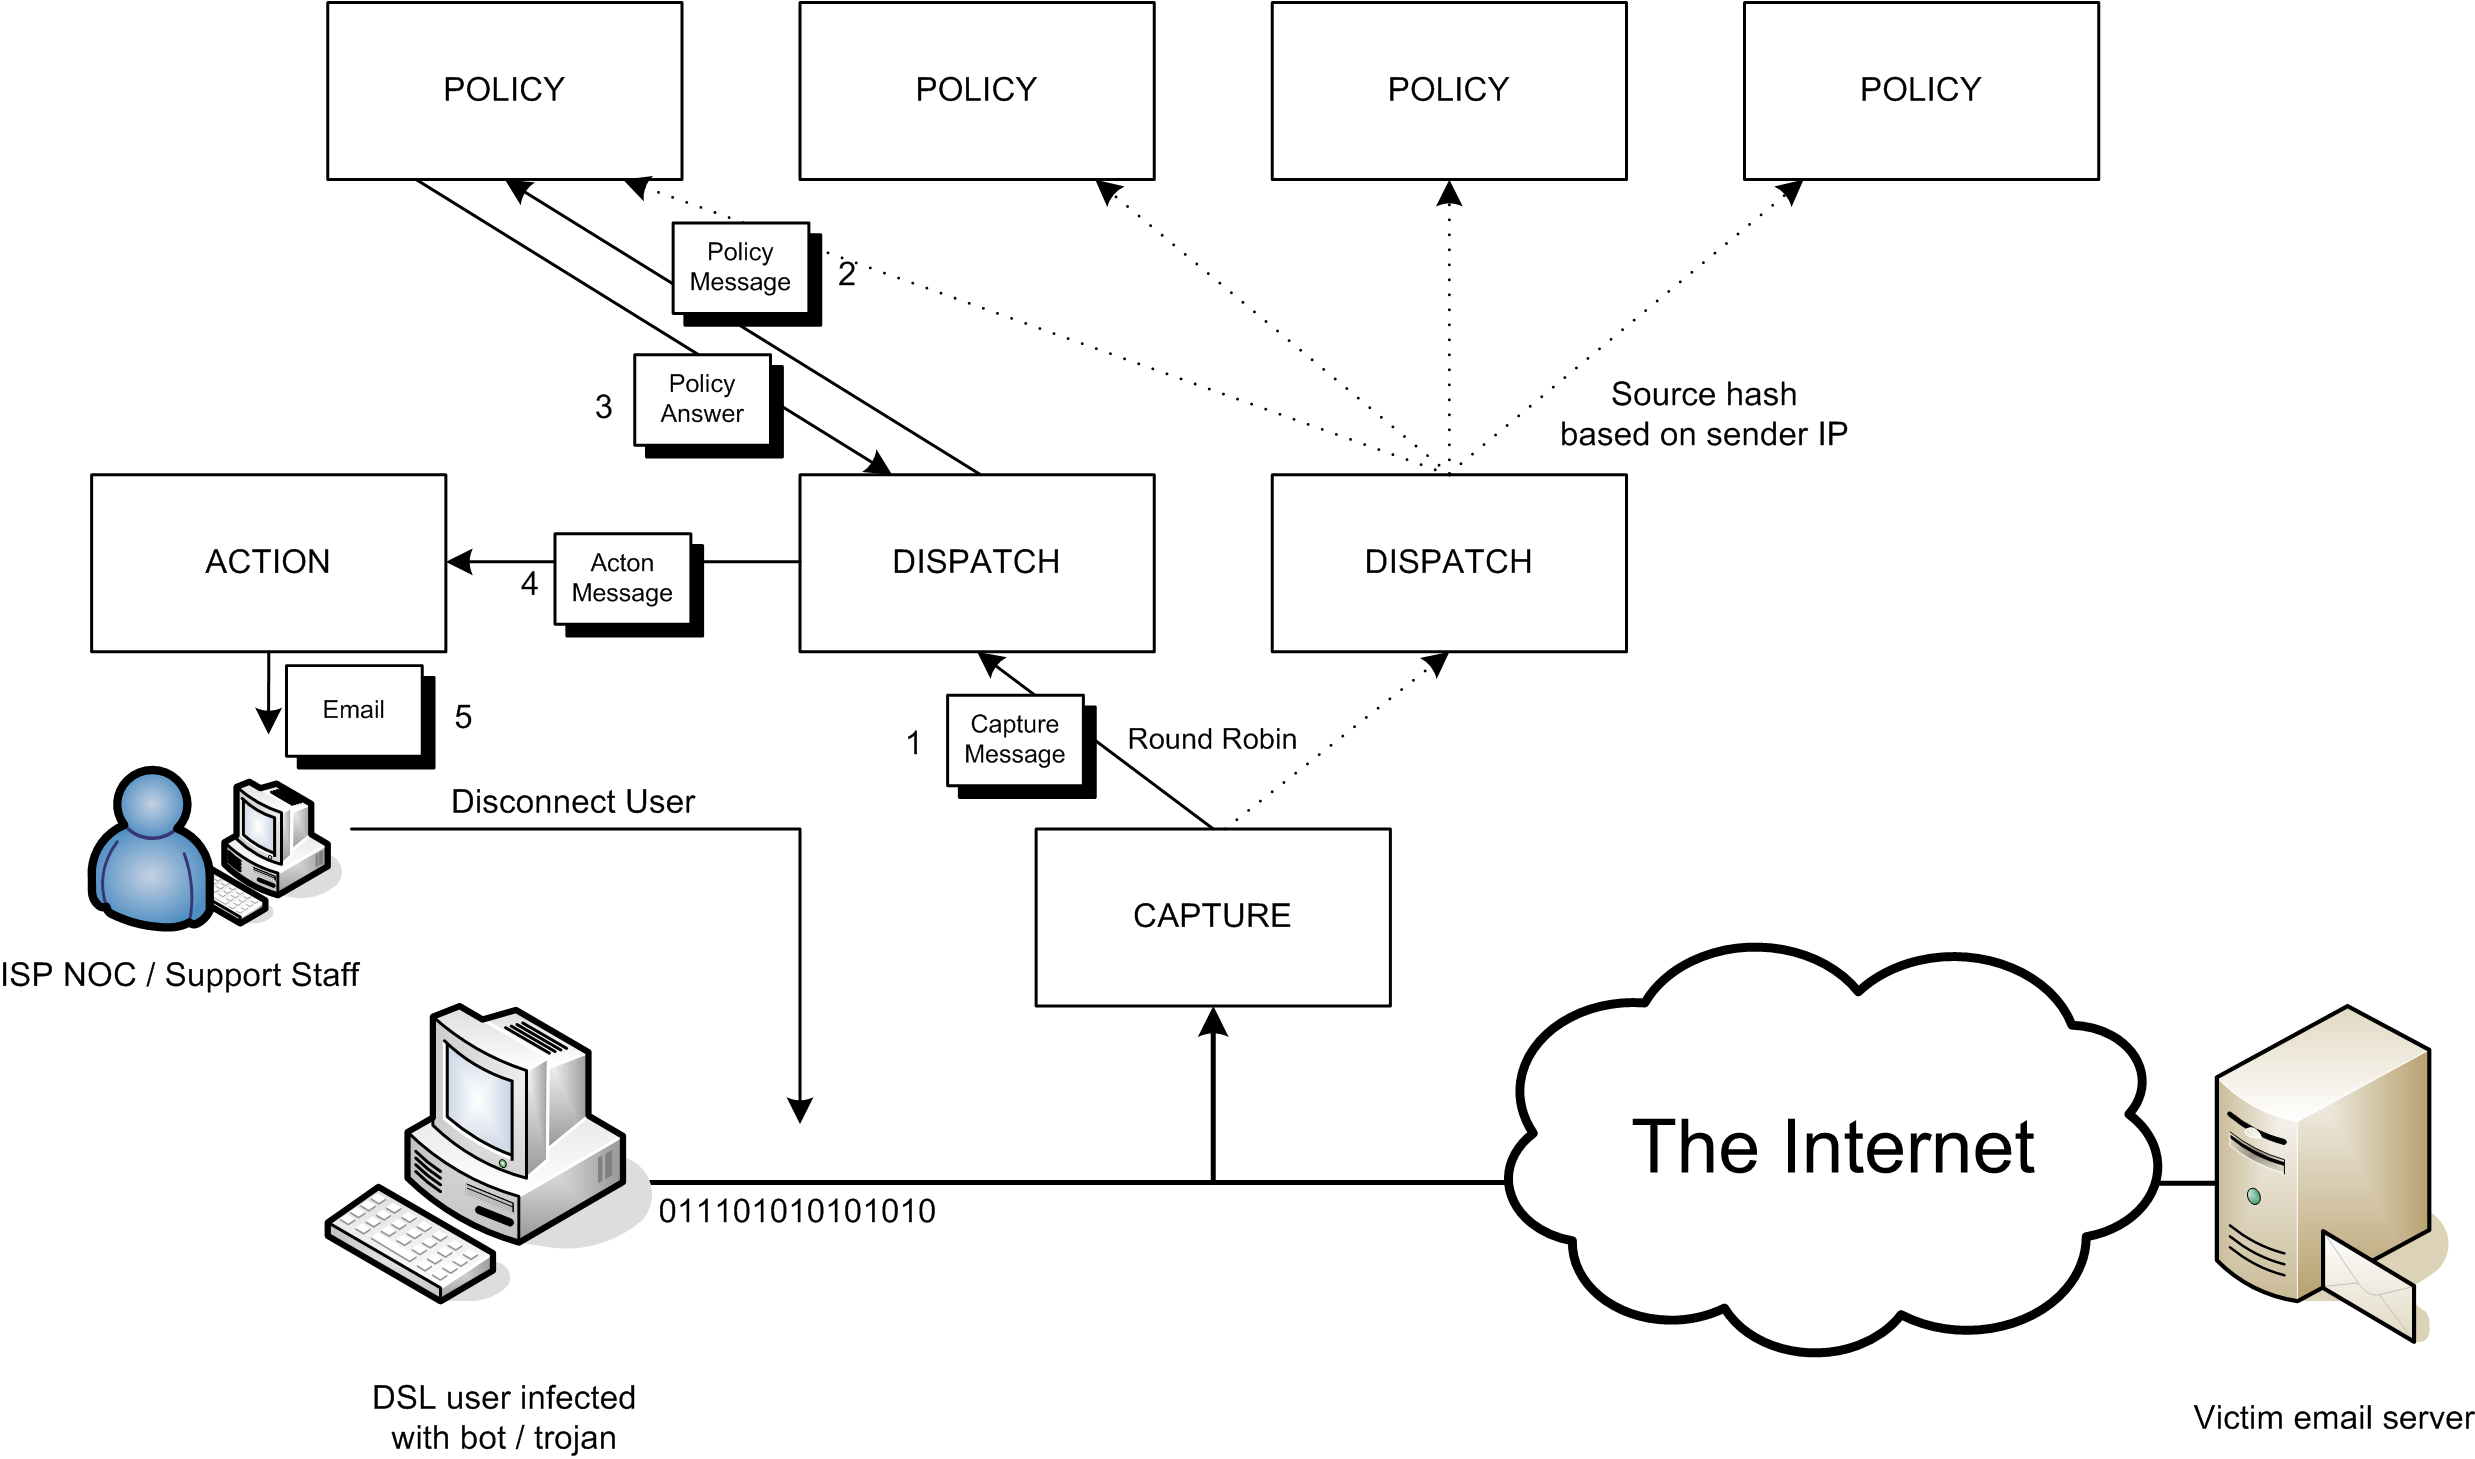 POLICY
POLICY
POLICY
POLICY
Policy
Message
2
3
Policy
Answer
Source hash
based on sender IP
ACTION
4
Acton
Message
DISPATCH
DISPATCH
Email
5
1
Capture
Message
Round Robin
Disconnect User
CAPTURE
ISP NOC / Support Staff
The Internet
011101010101010
DSL user infected
with bot / trojan
Victim email server